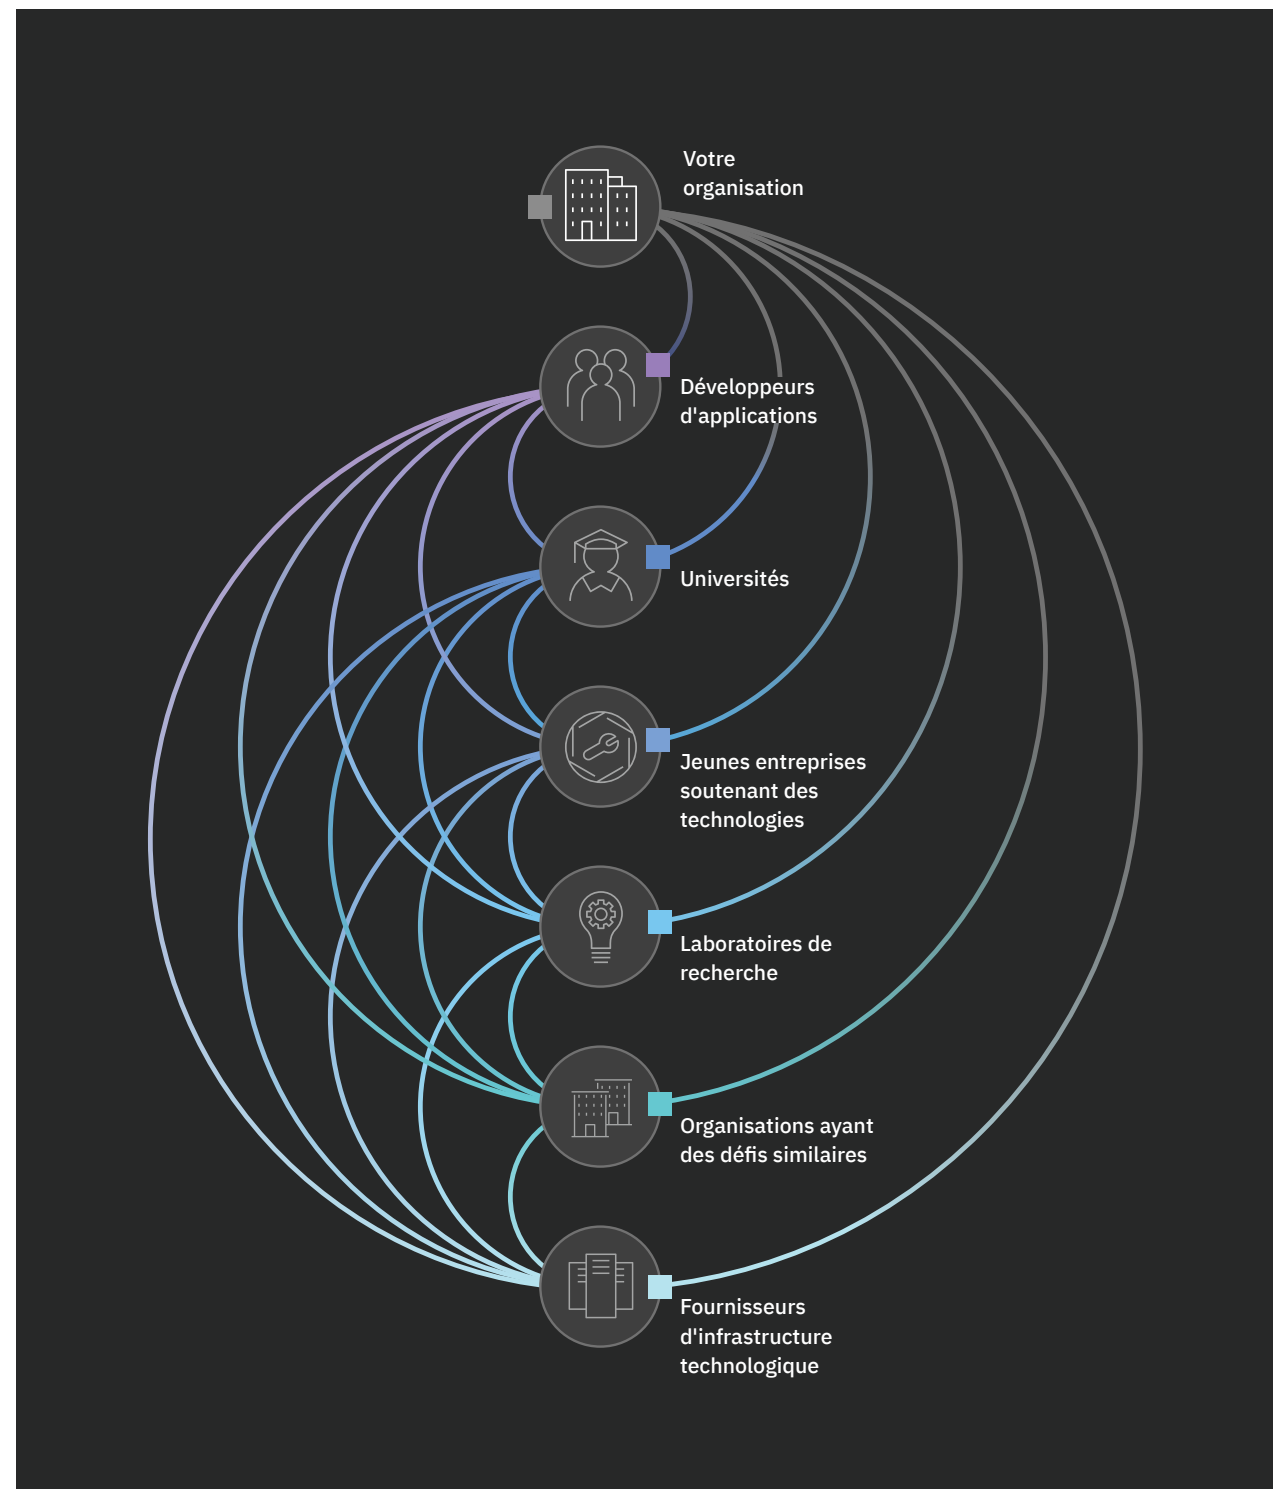 Votre
organisation
Développeurs
d'applications
Universités
Jeunes entreprises
soutenant des
technologies
Laboratoires de
recherche
Organisations ayant
des défis similaires
Fournisseurs
d'infrastructure
technologique